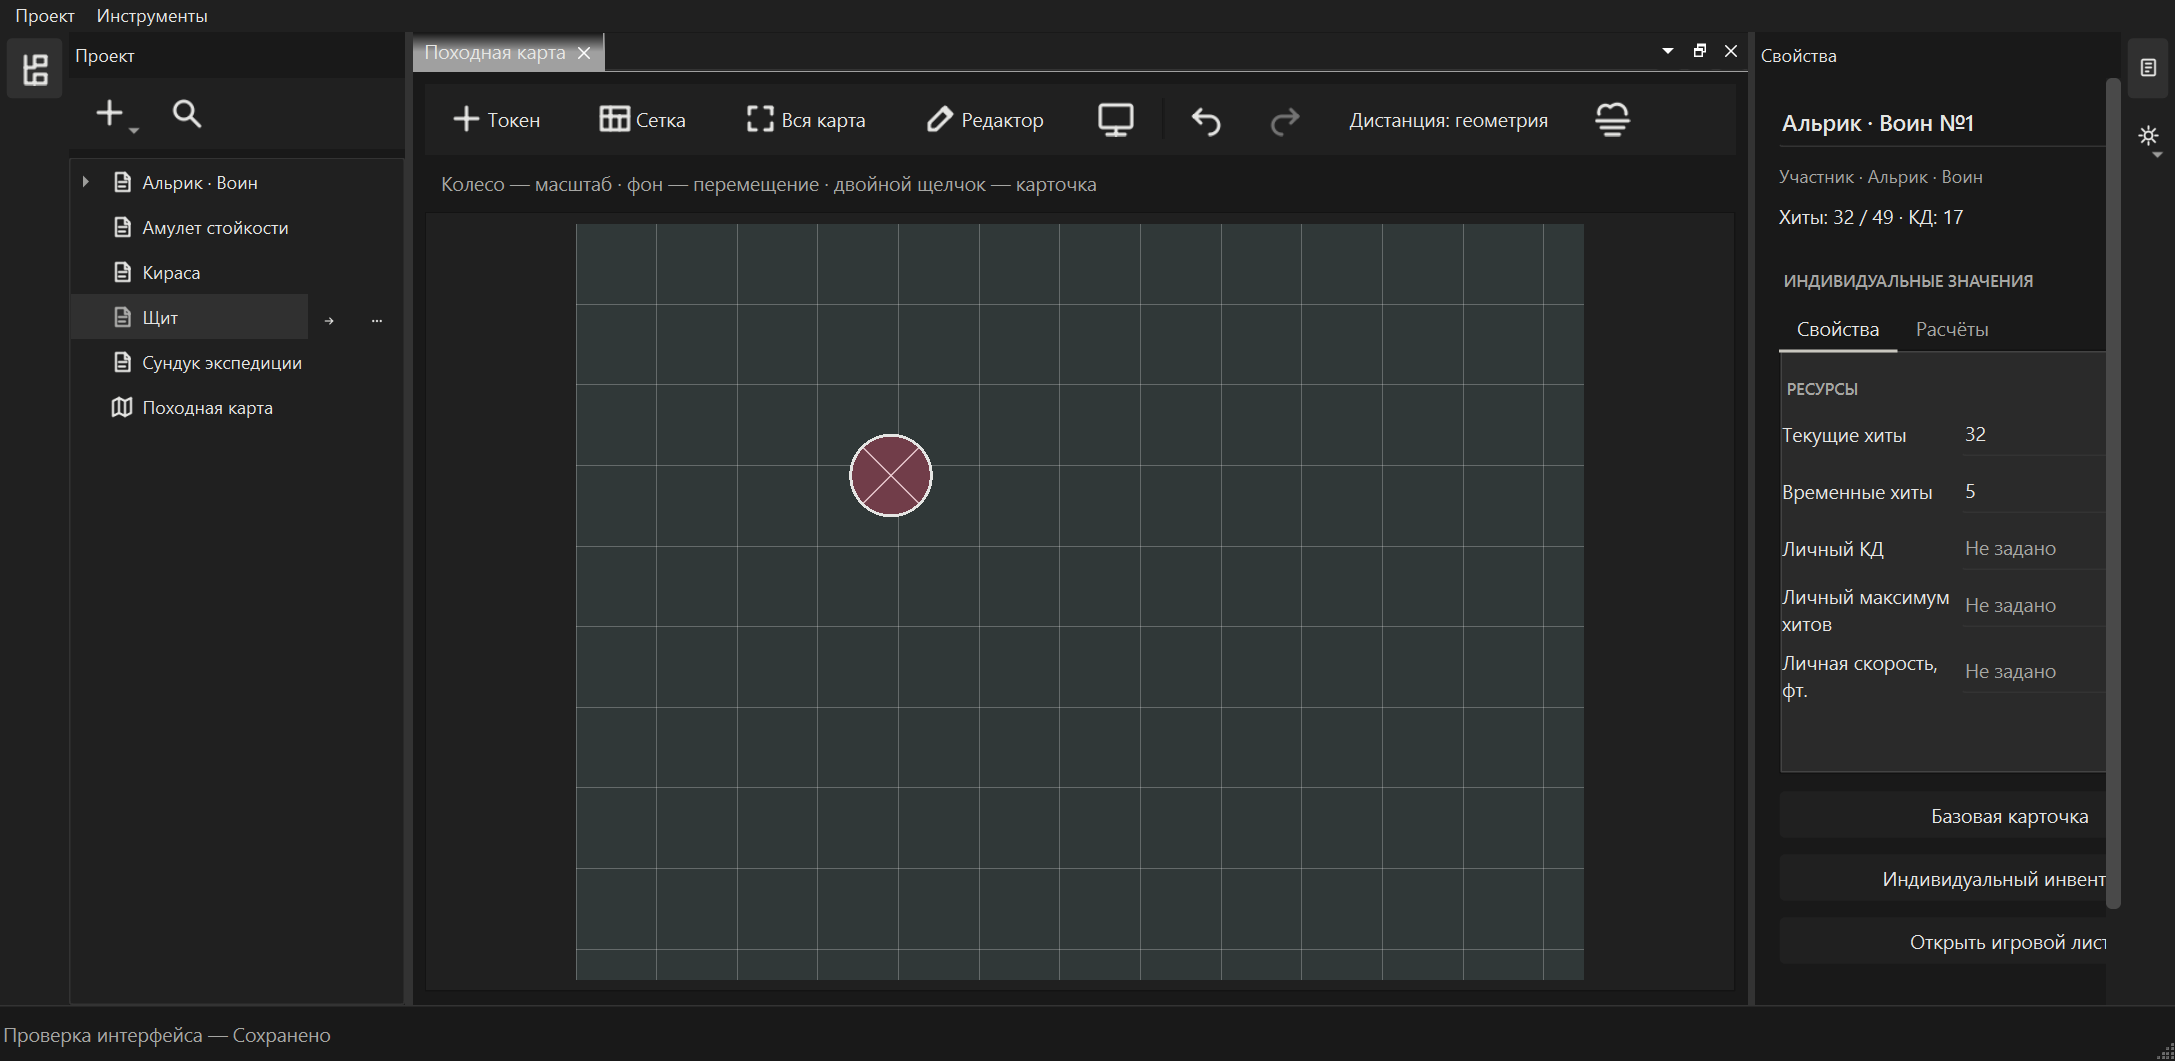 Проект Инструменты
Проект
Альрик · Воин
Амулет стойкости
Кираса
Щит
Сундук экспедиции
Походная карта
Походная карта
Токен Сетка Вся карта Редактор Дистанция: геометрия
Колесо — масштаб · фон — перемещение · двойной щелчок — карточка
Свойства
Альрик · Воин №1
Участник · Альрик · Воин
Хиты: 32 / 49 · КД: 17
ИНДИВИДУАЛЬНЫЕ ЗНАЧЕНИЯ
Свойства Расчёты
РЕСУРСЫ
Текущие хиты 32
Временные хиты 5
Личный КД Не задано
Личный максимум хитов Не задано
Личная скорость, фт. Не задано
Базовая карточка
Индивидуальный инвент
Открыть игровой лист
Проверка интерфейса — Сохранено